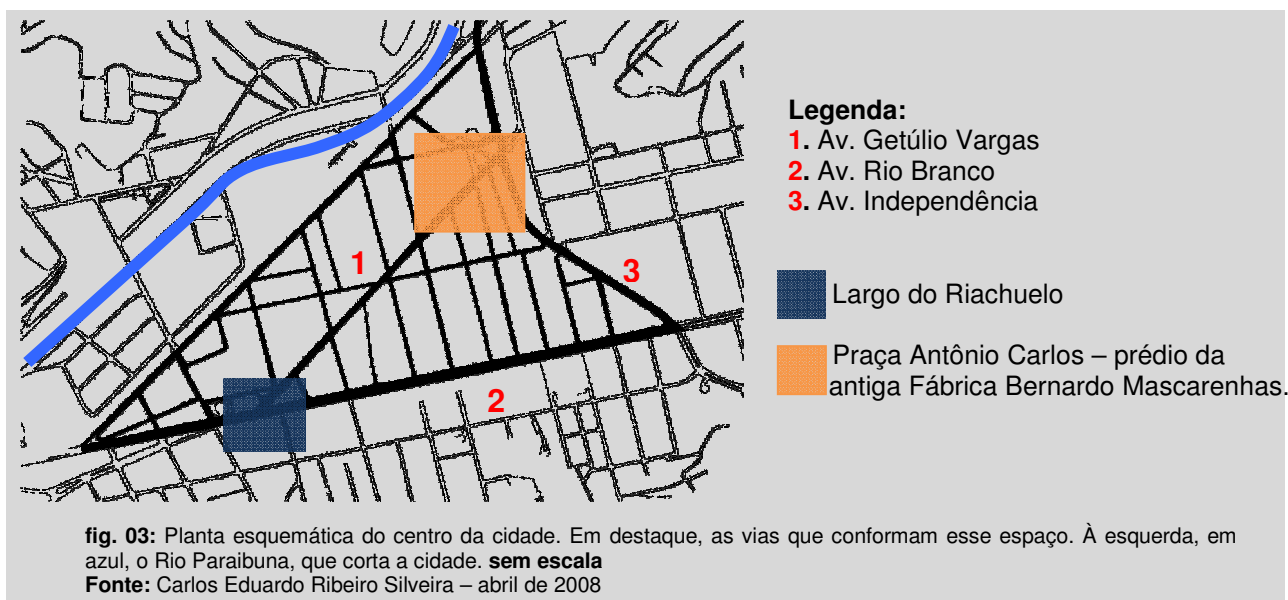 1
3
2
Legenda:
1. Av. Getúlio Vargas
2. Av. Rio Branco
3. Av. Independência
Largo do Riachuelo
Praça Antônio Carlos – prédio da
antiga Fábrica Bernardo Mascarenhas.
fig. 03: Planta esquemática do centro da cidade. Em destaque, as vias que conformam esse espaço. À esquerda, em
azul, o Rio Paraibuna, que corta a cidade. sem escala
Fonte: Carlos Eduardo Ribeiro Silveira – abril de 2008